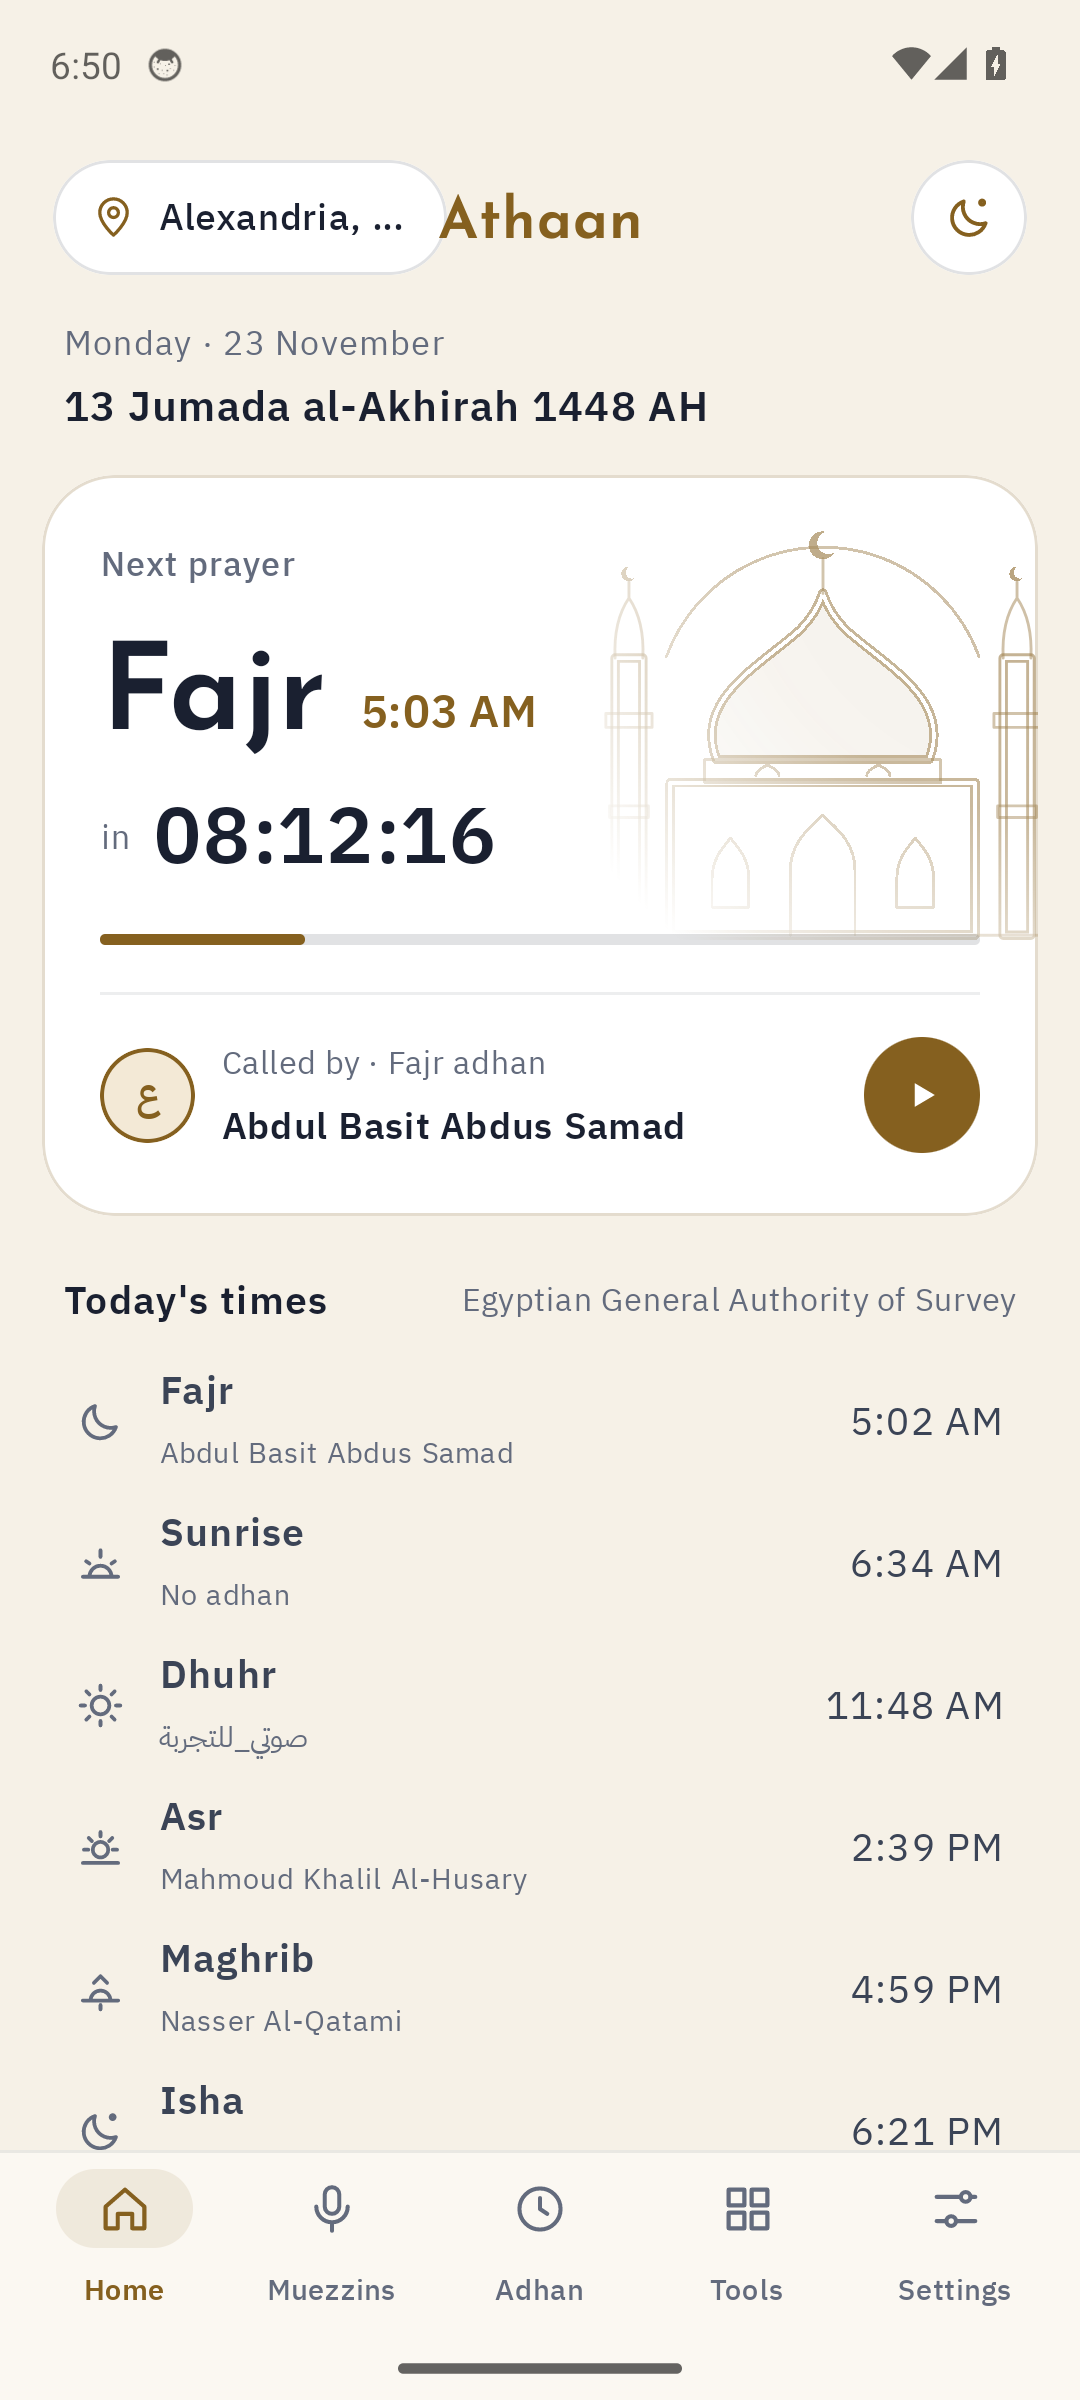 6:50
Alexandria, ...
Athaan
Monday · 23 November
13 Jumada al-Akhirah 1448 AH
Next prayer
Fajr 5:03 AM
in 08:12:16
ع
Called by · Fajr adhan
Abdul Basit Abdus Samad
Today's times
Egyptian General Authority of Survey
Fajr
Abdul Basit Abdus Samad
5:02 AM
Sunrise
No adhan
6:34 AM
Dhuhr
صوتي_للتجربة
11:48 AM
Asr
Mahmoud Khalil Al-Husary
2:39 PM
Maghrib
Nasser Al-Qatami
4:59 PM
Isha
6:21 PM
Home
Muezzins
Adhan
Tools
Settings